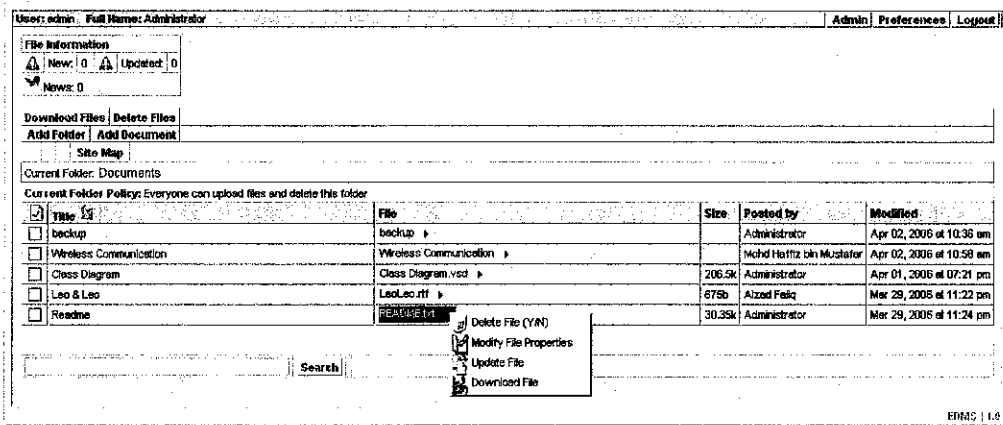 User: admin Full Name: Administrator Admin Preferences Logout
File Information
New: 0 Updated: 0
News: 0
Download Files Delete Files
Add Folder Add Document
Site Map
Current Folder: Documents
Current Folder Policy: Everyone can upload files and delete this folder
Title File Size Posted by Modified
backup backup Administrator Apr 02, 2006 at 10:36 am
Wireless Communication Wireless Communication Mohd Haffiz bin Mustafar Apr 02, 2006 at 10:58 am
Class Diagram Class Diagram.vsd 206.5k Administrator Apr 01, 2006 at 07:21 pm
Leo & Leo LeoLeo.rtf 675b Aizad Faliq Mar 29, 2006 at 11:22 pm
Readme README.txt 30.35k Administrator Mar 29, 2006 at 11:24 pm
Delete File (Y/N)
Modify File Properties
Update File
Download File
Search
EDMS | 1.0